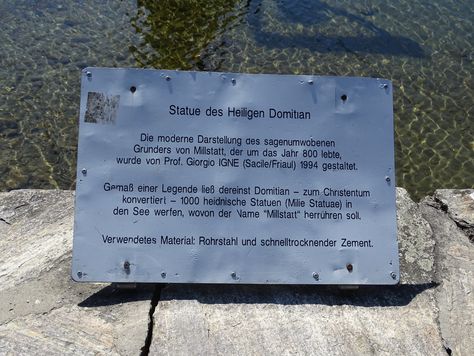 Statue des Heiligen Domitian
Die moderne Darstellung des sagenumwobenen
Gründers von Millstatt, der um das Jahr 800 lebte,
wurde von Prof. Giorgio IGNE (Sacile/Friaul) 1994 gestaltet.
Gemäß einer Legende ließ dereinst Domitian – zum Christentum
konvertiert – 1000 heidnische Statuen (Milie Statuae) in
den See werfen, wovon der Name "Millstatt" herrühren soll.
Verwendetes Material: Rohrstahl und schnelltrocknender Zement.